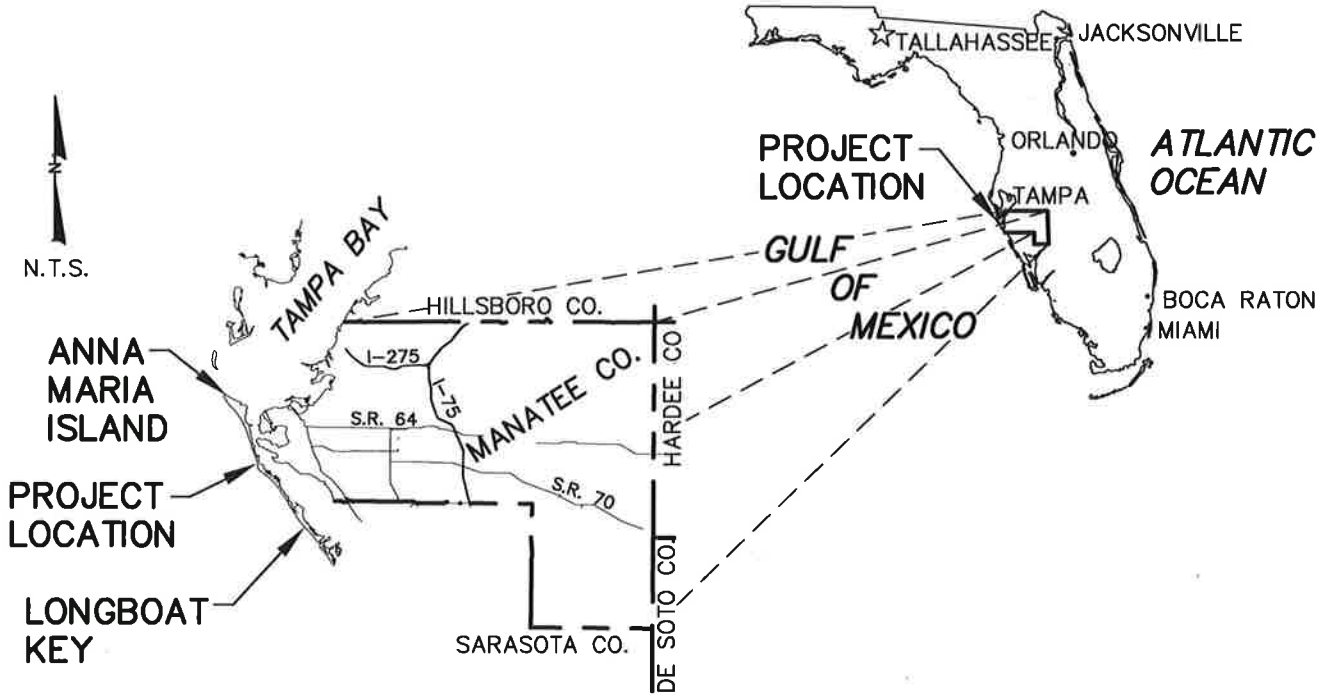 TALLAHASSEE
JACKSONVILLE
PROJECT
LOCATION
ORLANDO
ATLANTIC
OCEAN
TAMPA
N
N.T.S.
TAMPA BAY
GULF
OF
MEXICO
BOCA RATON
MIAMI
HILLSBORO CO.
ANNA
MARIA
ISLAND
I-275
I-75
MANATEE CO.
HARDEE CO.
S.R. 64
PROJECT
LOCATION
S.R. 70
LONGBOAT
KEY
SARASOTA CO.
DE SOTO CO.